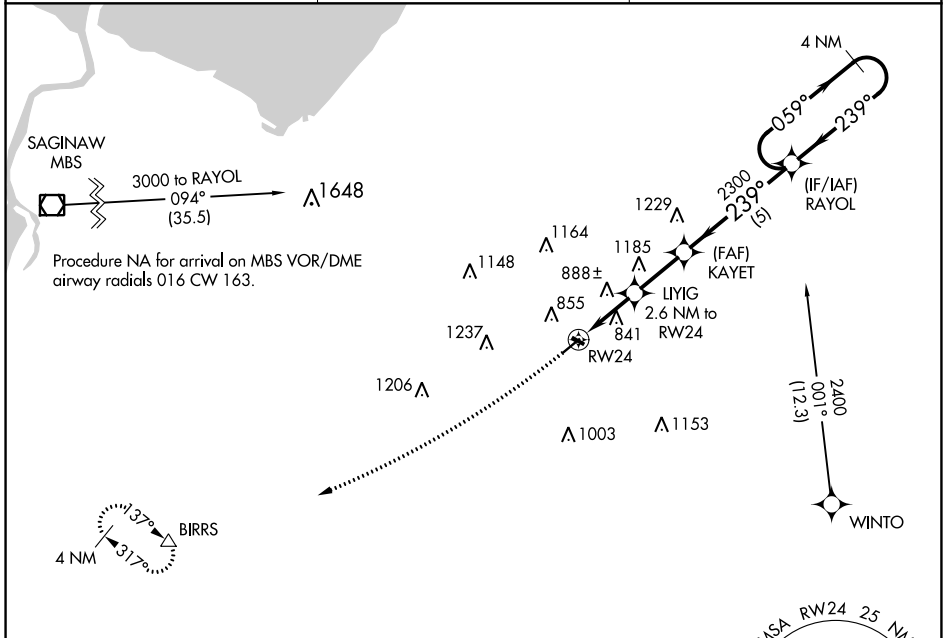 4 NM
059°
239°
SAGINAW
MBS
3000 to RAYOL
094°
(35.5)
1648
(IF/IAF)
RAYOL
2300
239°
(5)
1229
Procedure NA for arrival on MBS VOR/DME
airway radials 016 CW 163.
1164
1185
1148
(FAF)
KAYET
888±
LIYIG
2.6 NM to
RW24
855
841
1237
RW24
1206
2400
001°
(12.3)
1003
1153
WINTO
137°
BIRRS
317°
4 NM
MSA RW24 25 NM